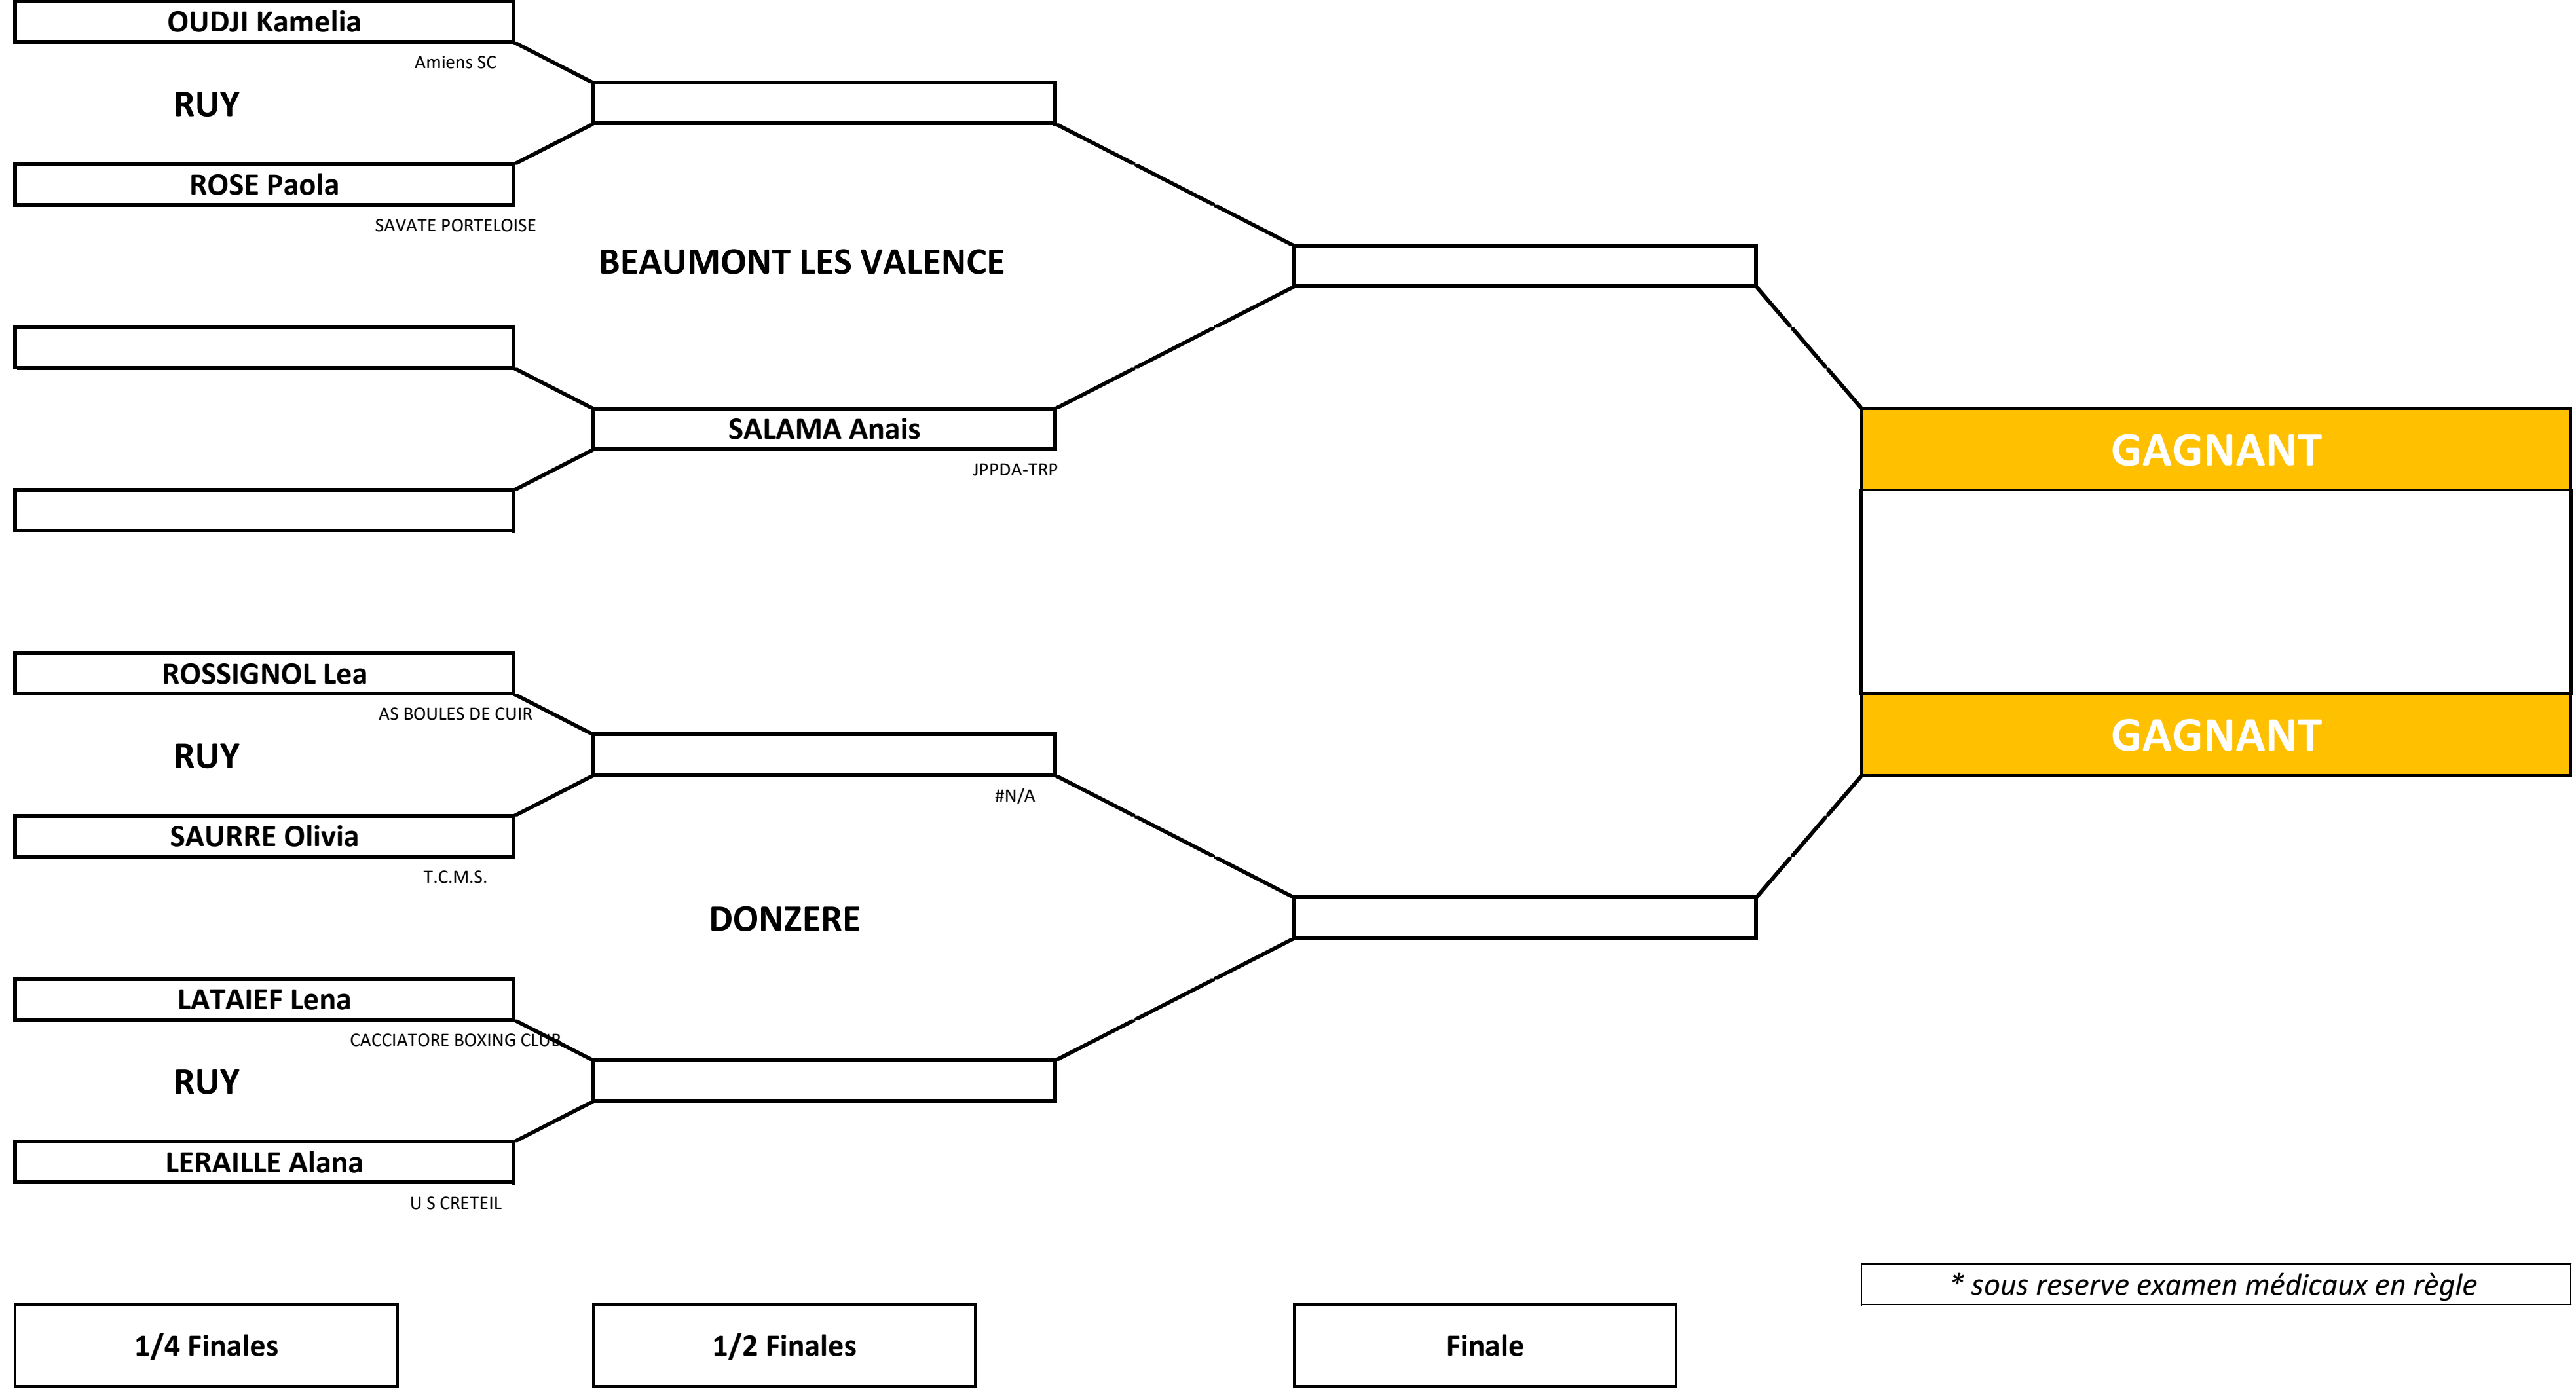 OUDJI Kamelia
Amiens SC
RUY
ROSE Paola
SAVATE PORTELOISE
BEAUMONT LES VALENCE
SALAMA Anais
JPPDA-TRP
GAGNANT
ROSSIGNOL Lea
AS BOULES DE CUIR
RUY
GAGNANT
#N/A
SAURRE Olivia
T.C.M.S.
DONZERE
LATAIEF Lena
CACCIATORE BOXING CLUB
RUY
LERAILLE Alana
U S CRETEIL
* sous reserve examen médicaux en règle
1/4 Finales
1/2 Finales
Finale